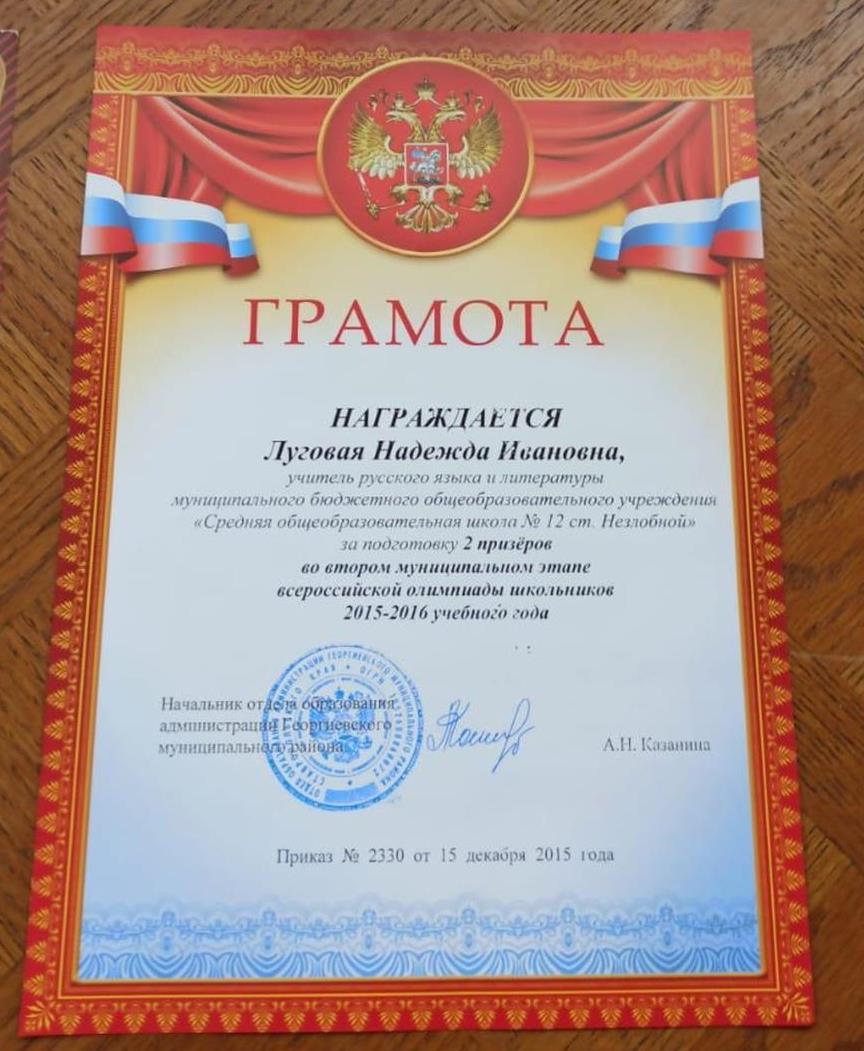 ГРАМОТА
НАГРАЖДАЕТСЯ
Луговая Надежда Ивановна,
учитель русского языка и литературы
муниципального бюджетного общеобразовательного учреждения
«Средняя общеобразовательная школа № 12 ст. Незлобной»
за подготовку 2 призёров
во втором муниципальном этапе
всероссийской олимпиады школьников
2015-2016 учебного года
Начальник отдела образования
администрации Георгиевского
муниципального района
А.Н. Казанина
Приказ № 2330 от 15 декабря 2015 года